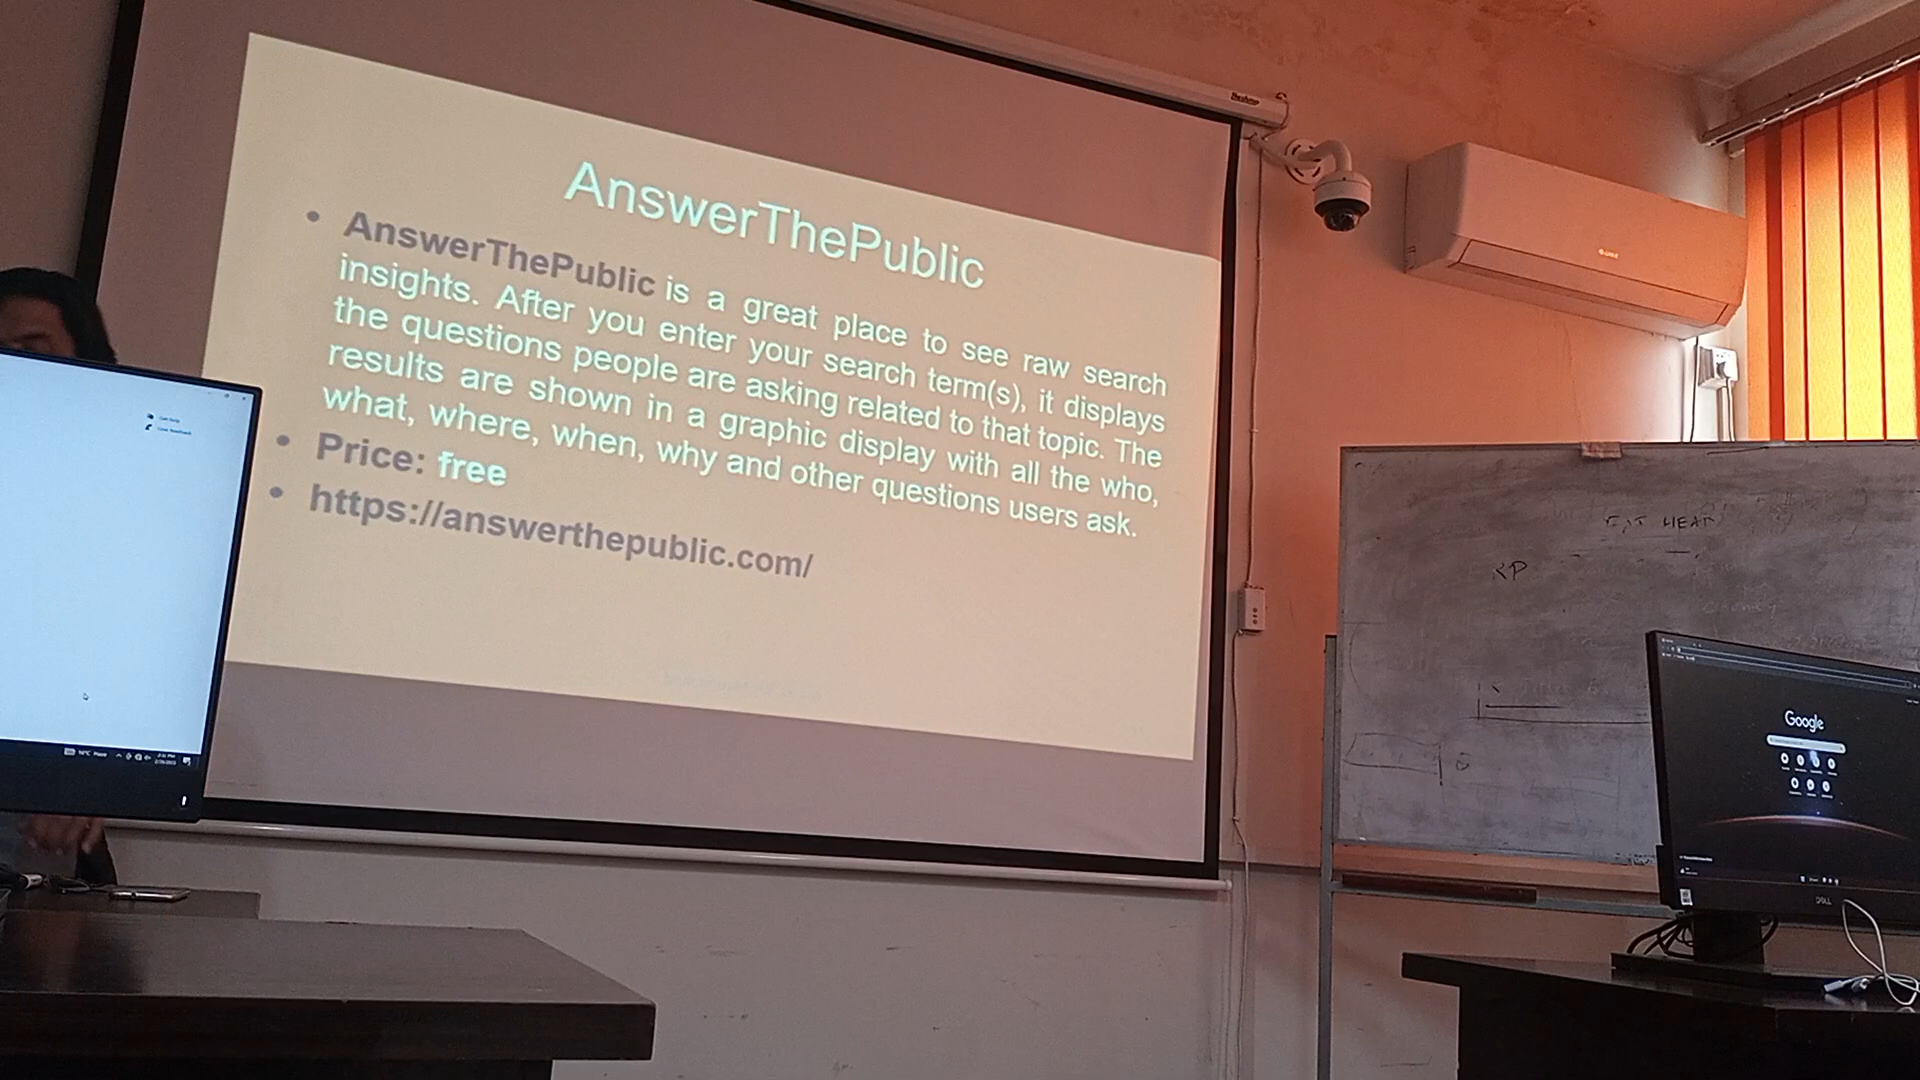 AnswerThePublic
• AnswerThePublic is a great place to see raw search
insights. After you enter your search term(s), it displays
the questions people are asking related to that topic. The
results are shown in a graphic display with all the who,
what, where, when, why and other questions users ask.
• Price: free
• https://answerthepublic.com/
Google
DELL